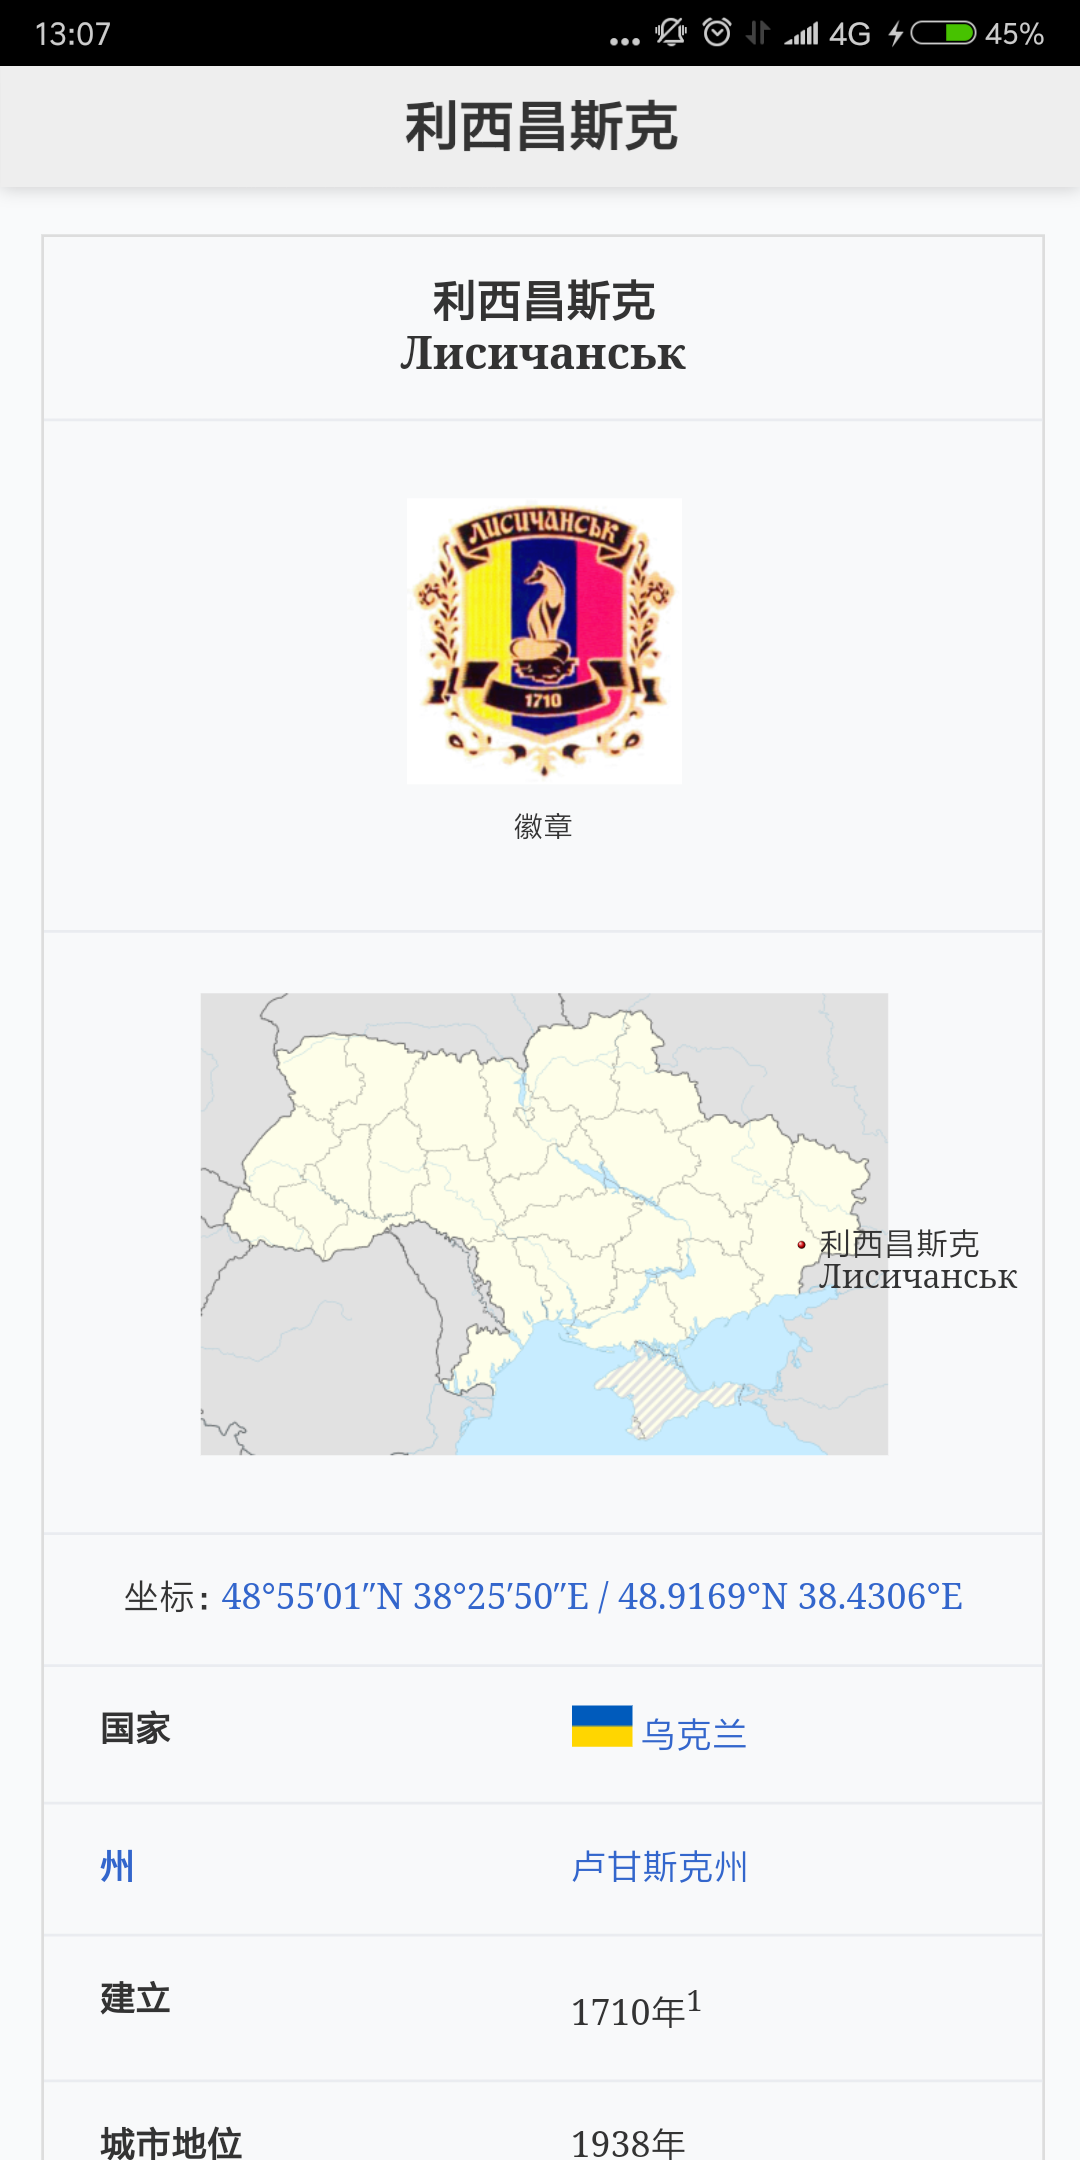 13:07
4G 45%
利西昌斯克
利西昌斯克
Лисичанськ
ЛИСИЧАНСЬК
1710
徽章
利西昌斯克
Лисичанськ
坐标：48°55′01″N 38°25′50″E / 48.9169°N 38.4306°E
国家 乌克兰
州 卢甘斯克州
建立 1710年1
城市地位 1938年